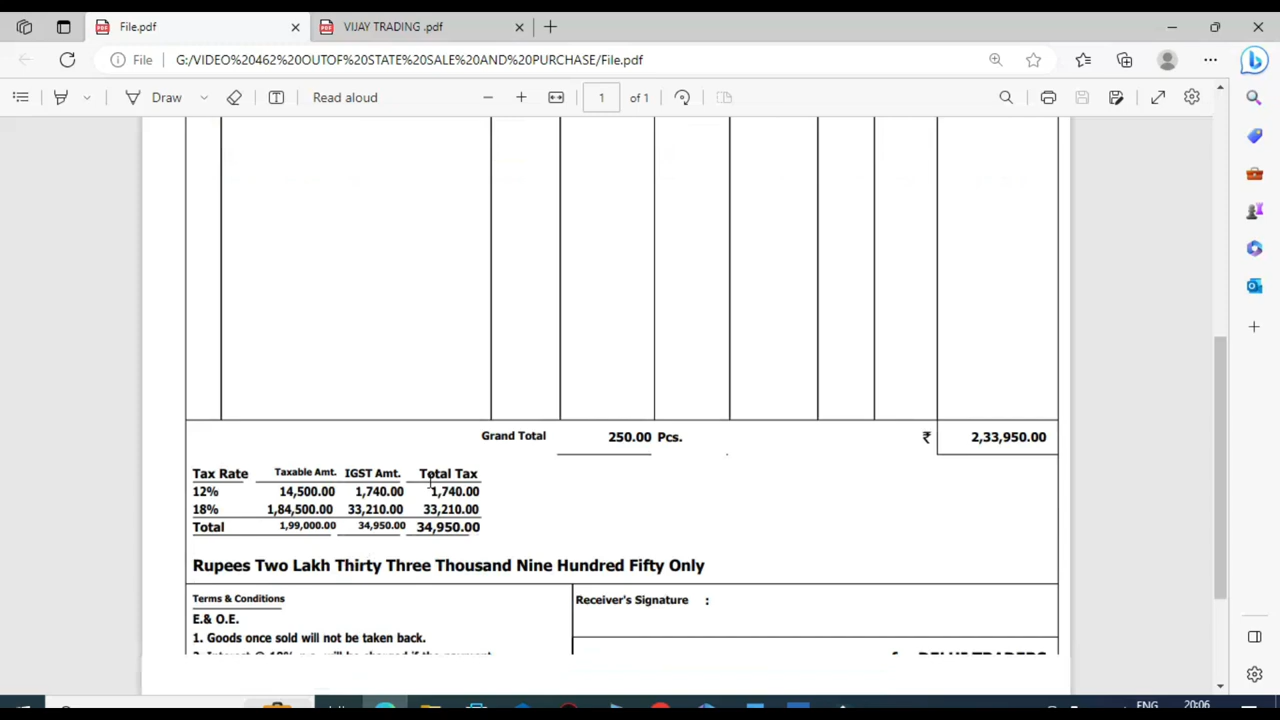 File.pdf
VIJAY TRADING .pdf
File
G:/VIDEO%20462%20OUTOF%20STATE%20SALE%20AND%20PURCHASE/File.pdf
Draw
Read aloud
1
of 1
Grand Total 250.00 Pcs. ₹ 2,33,950.00
Tax Rate Taxable Amt. IGST Amt. Total Tax
12% 14,500.00 1,740.00 1,740.00
18% 1,84,500.00 33,210.00 33,210.00
Total 1,99,000.00 34,950.00 34,950.00
Rupees Two Lakh Thirty Three Thousand Nine Hundred Fifty Only
Terms & Conditions
Receiver's Signature :
E.& O.E.
1. Goods once sold will not be taken back.
ENG
20:06